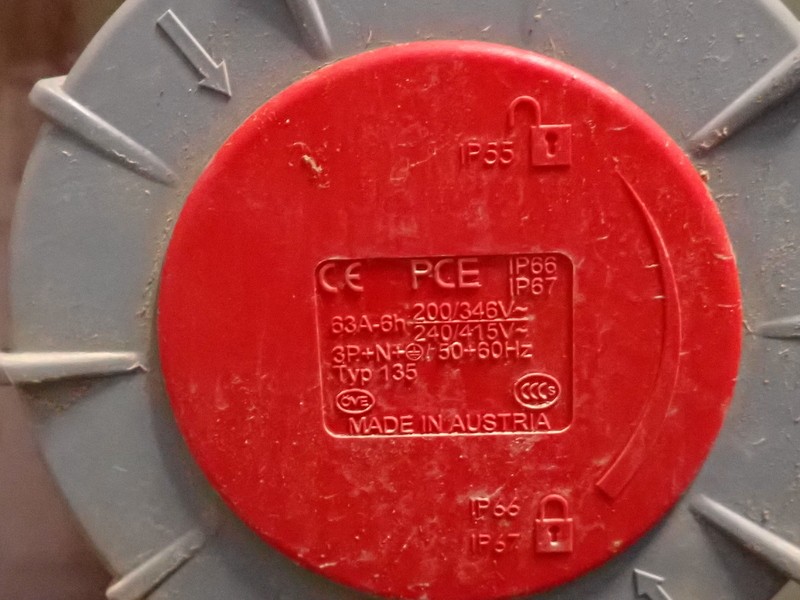 IP55
CE PCE IP66
IP67
63A-6h 200/346V~
240/415V~
3P+N+⏚/50+60Hz
Typ 135
ÖVE CCC S
MADE IN AUSTRIA
IP66
IP67